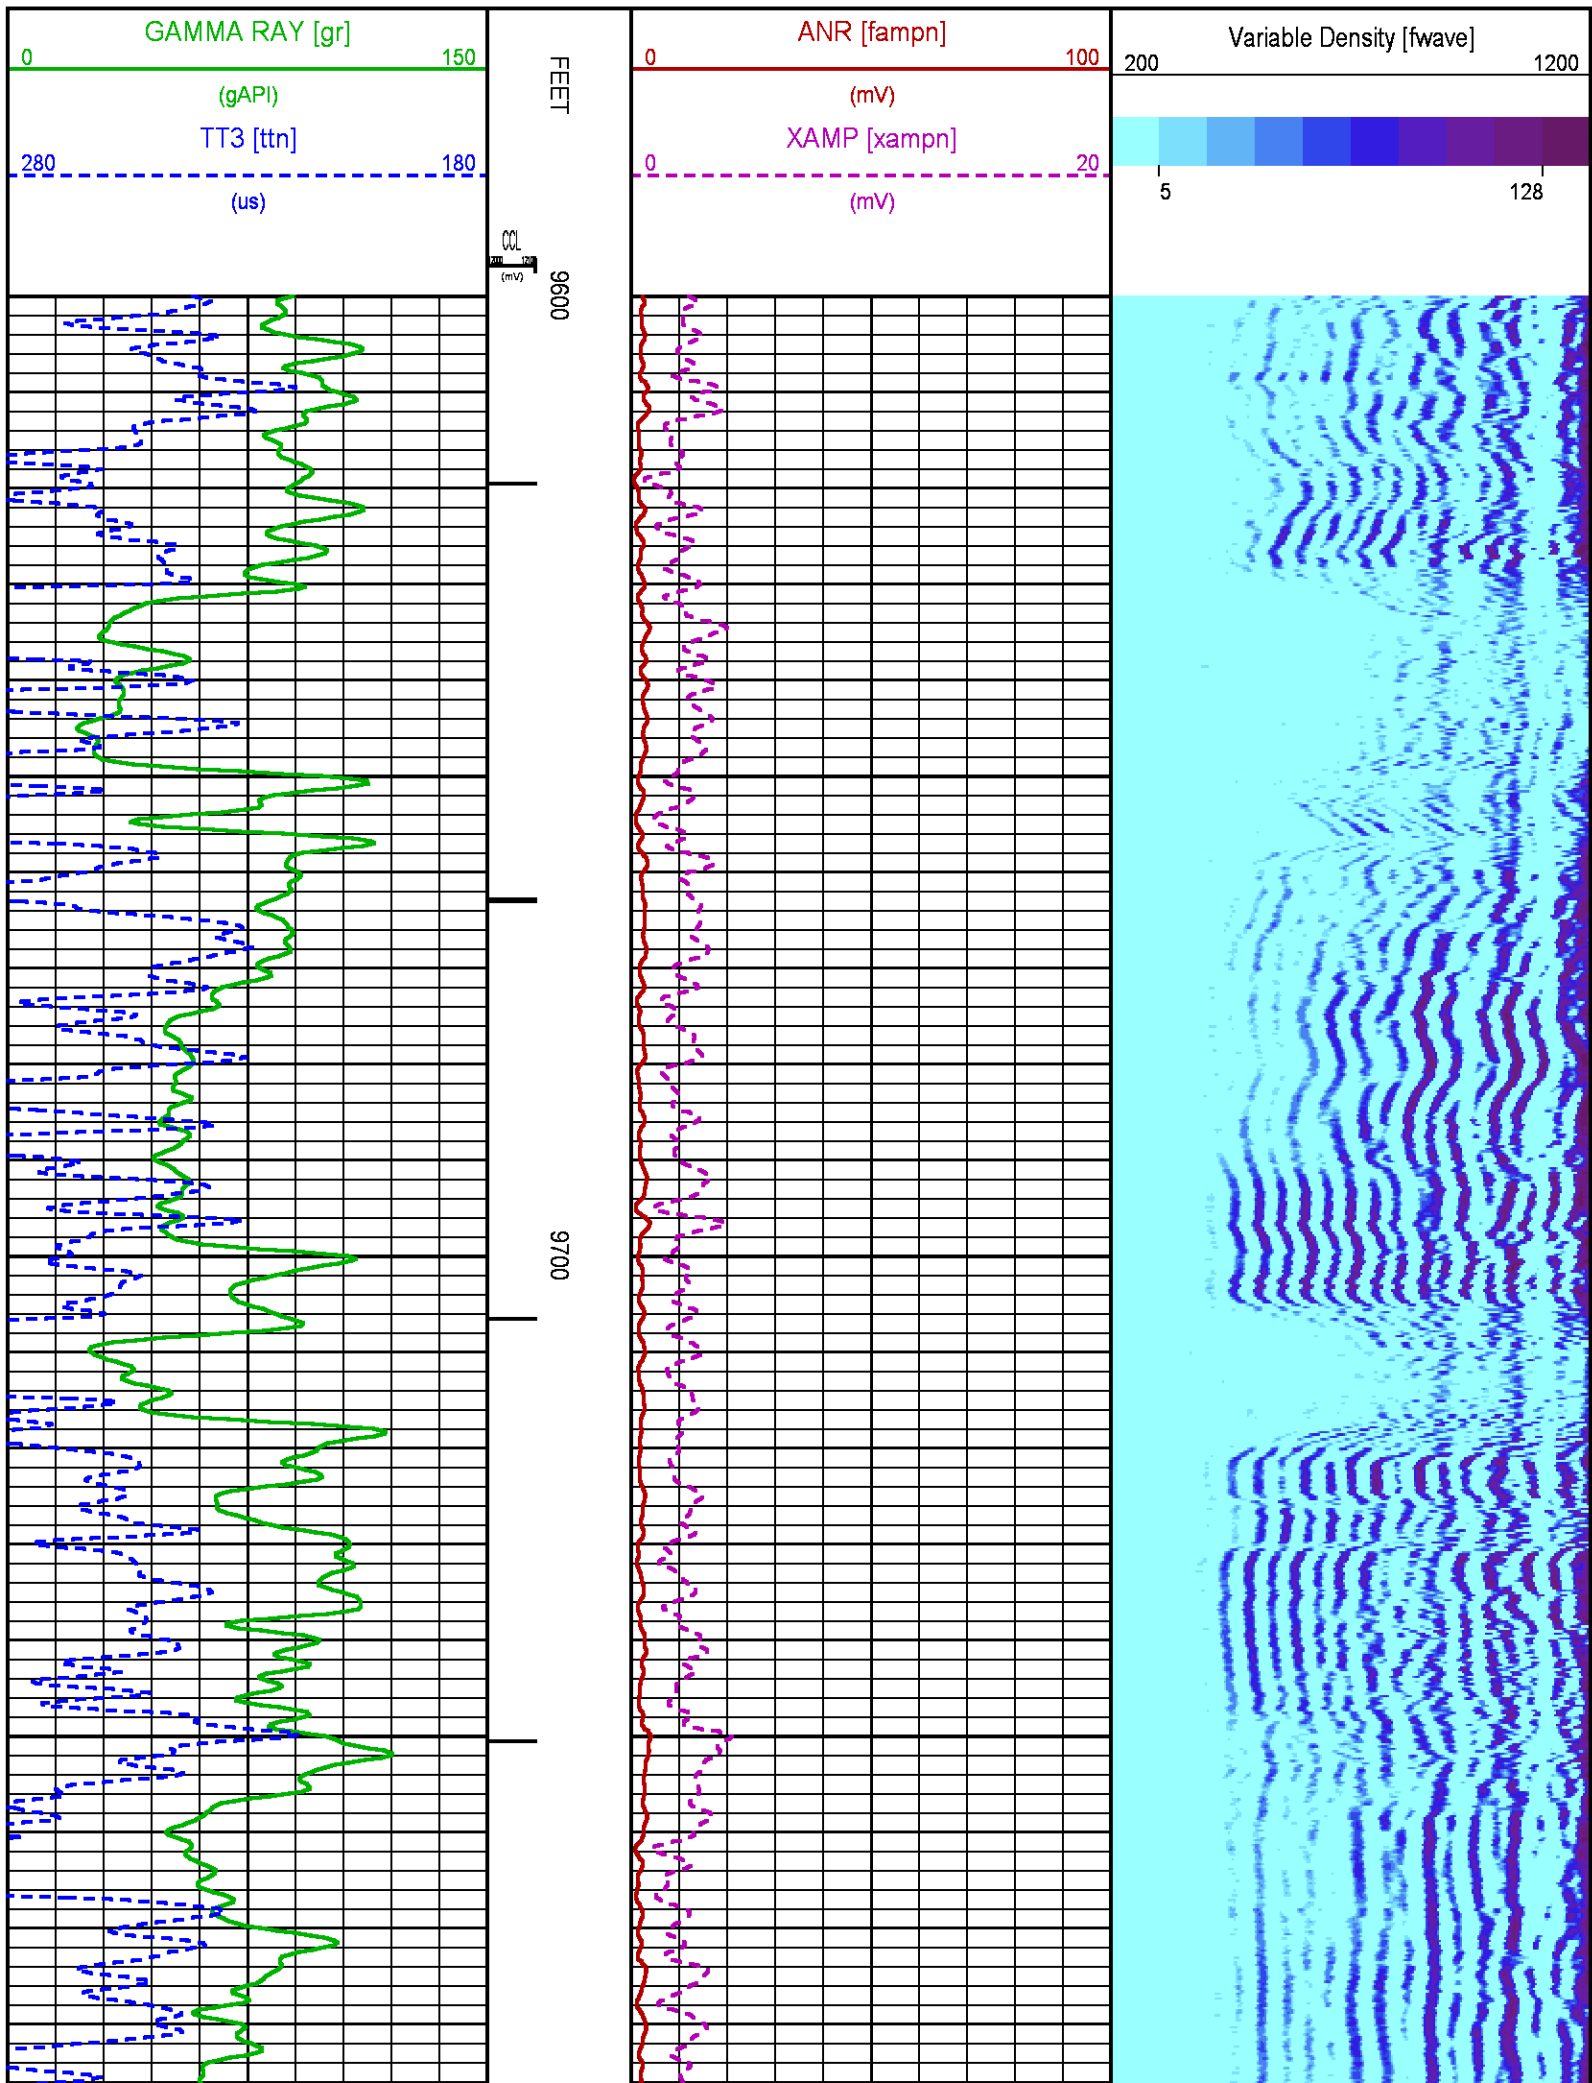 GAMMA RAY [gr]
0 150
(gAPI)
TT3 [ttn]
280 180
(us)
FEET
CCL
(mV)
ANR [fampn]
0 100
(mV)
XAMP [xampn]
0 20
(mV)
Variable Density [fwave]
200 1200
5 128
9600
9700